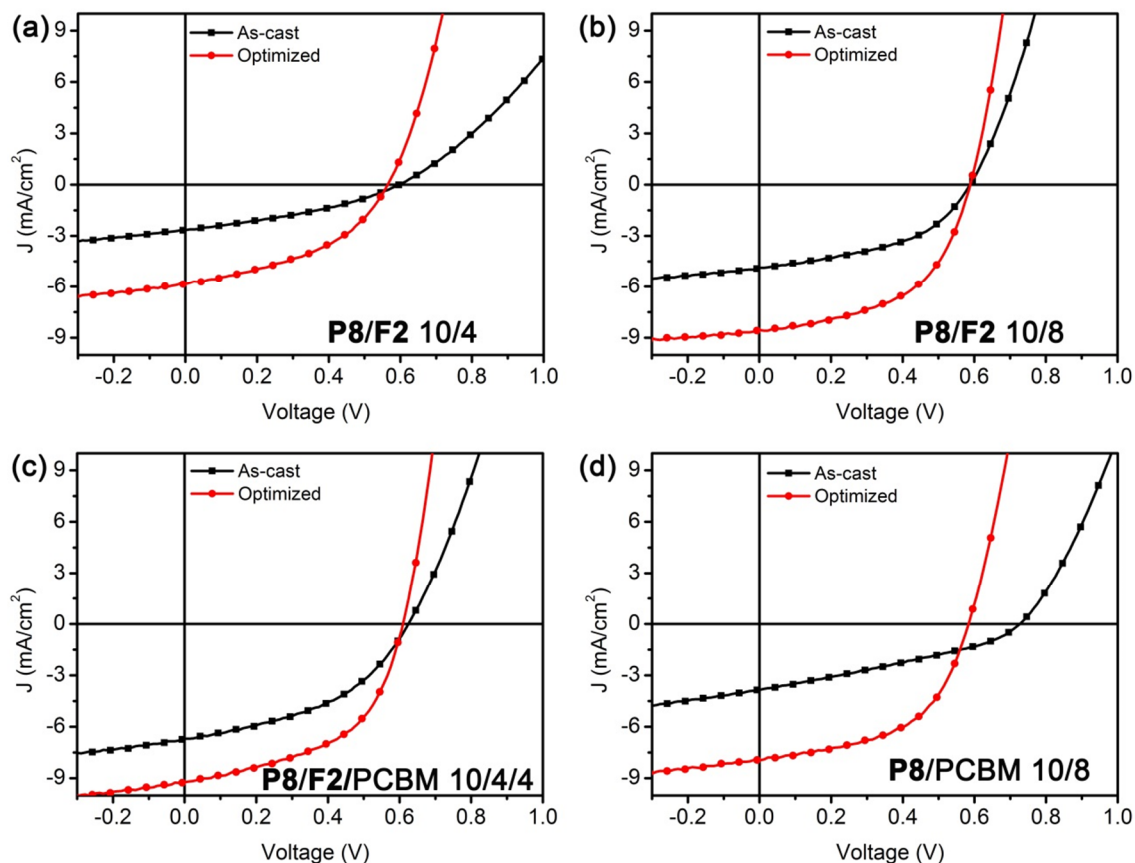 (a)
As-cast
Optimized
P8/F2 10/4
J (mA/cm²)
9
6
3
0
-3
-6
-9
-0.2 0.0 0.2 0.4 0.6 0.8 1.0
Voltage (V)
(b)
As-cast
Optimized
P8/F2 10/8
J (mA/cm²)
9
6
3
0
-3
-6
-9
-0.2 0.0 0.2 0.4 0.6 0.8 1.0
Voltage (V)
(c)
As-cast
Optimized
P8/F2/PCBM 10/4/4
J (mA/cm²)
9
6
3
0
-3
-6
-9
-0.2 0.0 0.2 0.4 0.6 0.8 1.0
Voltage (V)
(d)
As-cast
Optimized
P8/PCBM 10/8
J (mA/cm²)
9
6
3
0
-3
-6
-9
-0.2 0.0 0.2 0.4 0.6 0.8 1.0
Voltage (V)